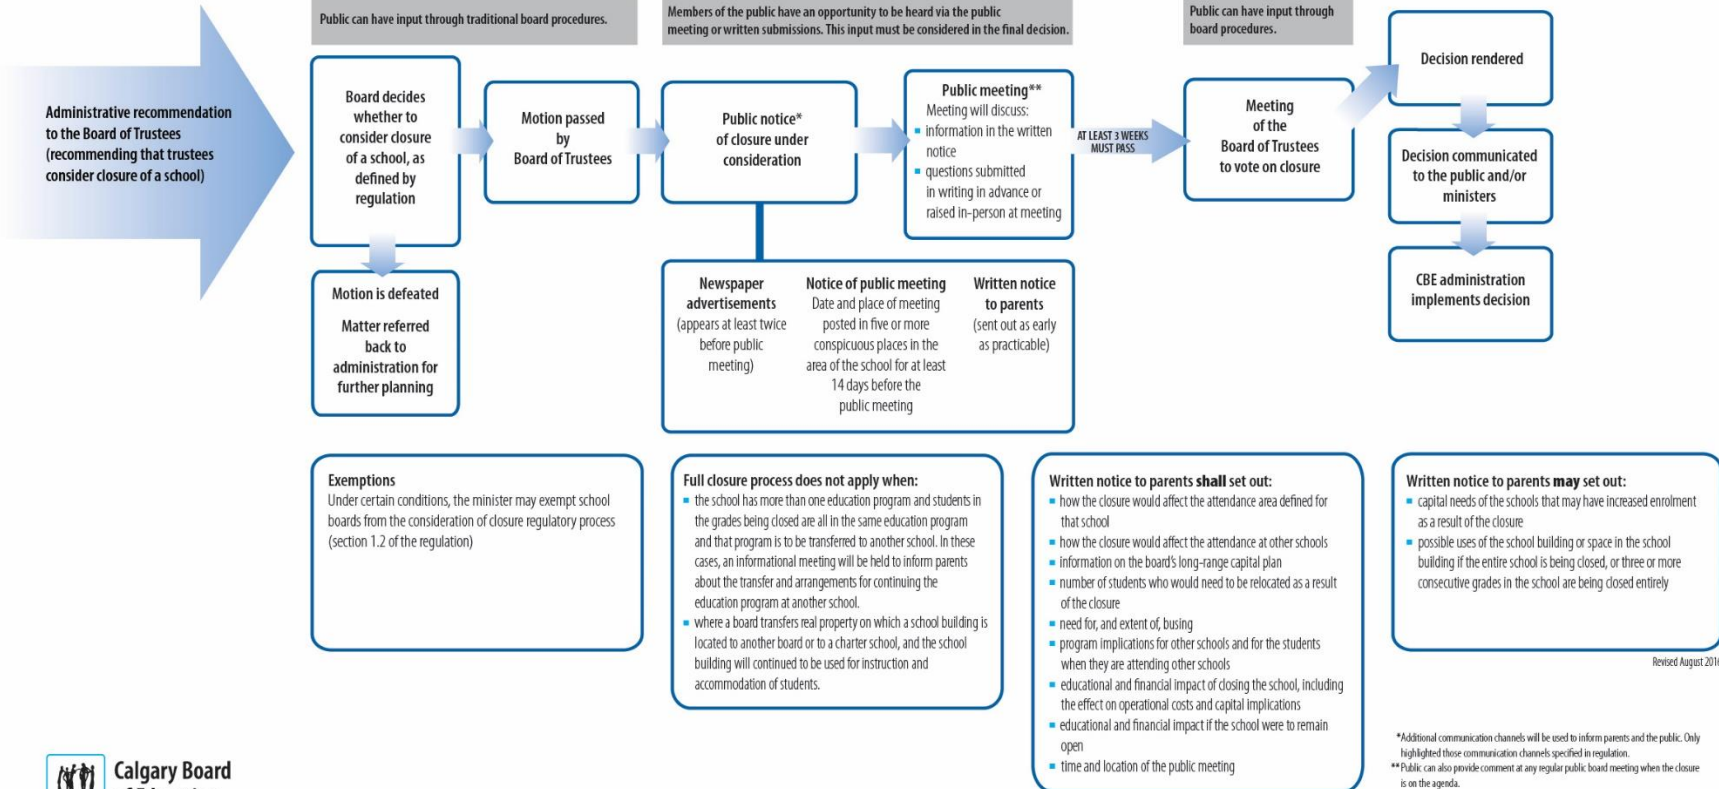 Public can have input through traditional board procedures.
Members of the public have an opportunity to be heard via the public
meeting or written submissions. This input must be considered in the final decision.
Public can have input through
board procedures.
Administrative recommendation
to the Board of Trustees
(recommending that trustees
consider closure of a school)
Board decides
whether to
consider closure
of a school, as
defined by
regulation
Motion passed
by
Board of Trustees
Public notice*
of closure under
consideration
Public meeting**
Meeting will discuss:
information in the written
notice
questions submitted
in writing in advance or
raised in-person at meeting
AT LEAST 3 WEEKS
MUST PASS
Meeting
of the
Board of Trustees
to vote on closure
Decision rendered
Decision communicated
to the public and/or
ministers
CBE administration
implements decision
Motion is defeated
Matter referred
back to
administration for
further planning
Newspaper
advertisements
(appears at least twice
before public
meeting)
Notice of public meeting
Date and place of meeting
posted in five or more
conspicuous places in the
area of the school for at least
14 days before the
public meeting
Written notice
to parents
(sent out as early
as practicable)
Exemptions
Under certain conditions, the minister may exempt school
boards from the consideration of closure regulatory process
(section 1.2 of the regulation)
Full closure process does not apply when:
the school has more than one education program and students in
the grades being closed are all in the same education program
and that program is to be transferred to another school. In these
cases, an informational meeting will be held to inform parents
about the transfer and arrangements for continuing the
education program at another school.
where a board transfers real property on which a school building is
located to another board or to a charter school, and the school
building will continued to be used for instruction and
accommodation of students.
Written notice to parents shall set out:
how the closure would affect the attendance area defined for
that school
how the closure would affect the attendance at other schools
information on the board's long-range capital plan
number of students who would need to be relocated as a result
of the closure
need for, and extent of, busing
program implications for other schools and for the students
when they are attending other schools
educational and financial impact of closing the school, including
the effect on operational costs and capital implications
educational and financial impact if the school were to remain
open
time and location of the public meeting
Written notice to parents may set out:
capital needs of the schools that may have increased enrolment
as a result of the closure
possible uses of the school building or space in the school
building if the entire school is being closed, or three or more
consecutive grades in the school are being closed entirely
Revised August 2016
*Additional communication channels will be used to inform parents and the public. Only
highlighted those communication channels specified in regulation.
**Public can also provide comment at any regular public board meeting when the closure
is on the agenda.
Calgary Board